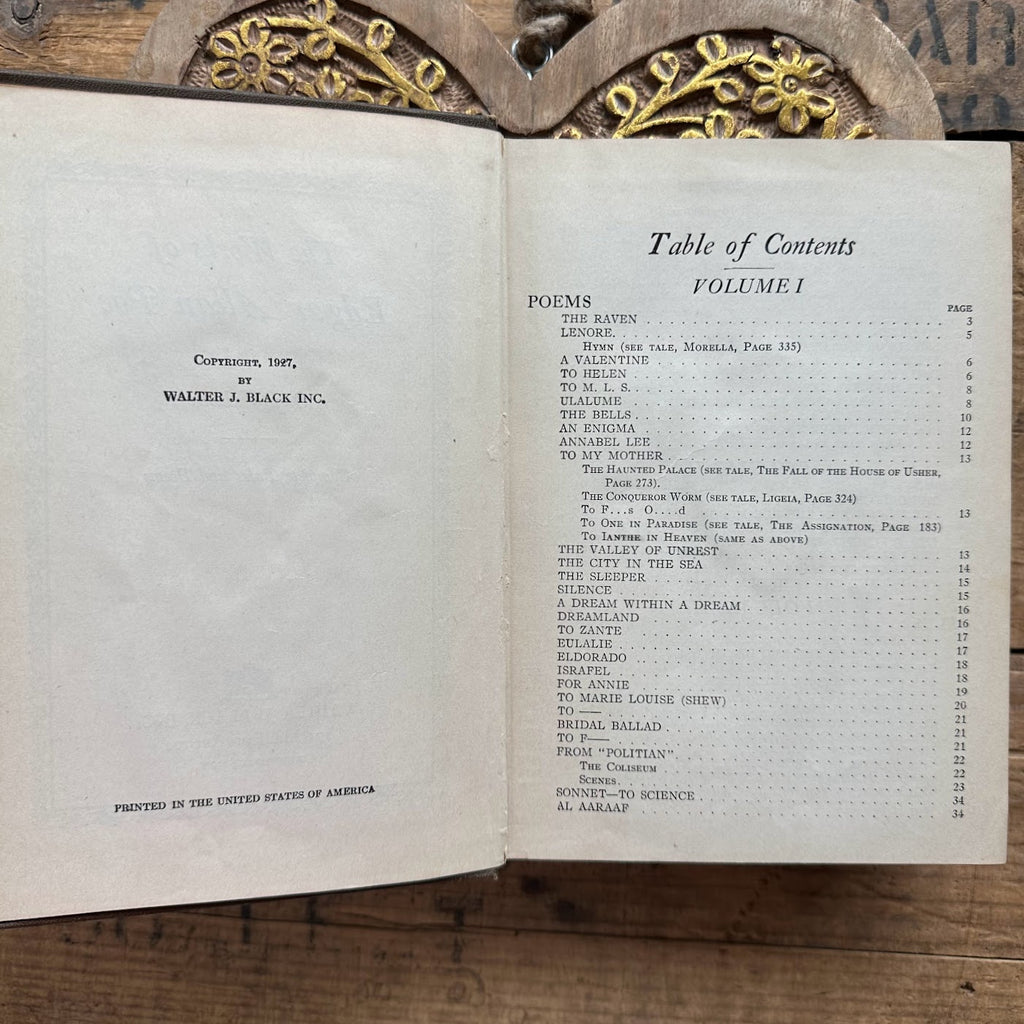 Copyright, 1927,
BY
WALTER J. BLACK INC.
PRINTED IN THE UNITED STATES OF AMERICA
Table of Contents
VOLUME I
POEMS
PAGE
THE RAVEN 3
LENORE. 5
Hymn (see tale, Morella, Page 335)
A VALENTINE 6
TO HELEN 6
TO M. L. S. 8
ULALUME 8
THE BELLS 10
AN ENIGMA 12
ANNABEL LEE 12
TO MY MOTHER 13
The Haunted Palace (see tale, The Fall of the House of Usher,
Page 273).
The Conqueror Worm (see tale, Ligeia, Page 324)
To F...s O....d 13
To One in Paradise (see tale, The Assignation, Page 183)
To Ianthe in Heaven (same as above)
THE VALLEY OF UNREST 13
THE CITY IN THE SEA 14
THE SLEEPER 15
SILENCE 15
A DREAM WITHIN A DREAM 16
DREAMLAND 16
TO ZANTE 17
EULALIE 17
ELDORADO 18
ISRAFEL 18
FOR ANNIE 19
TO MARIE LOUISE (SHEW) 20
TO —— 21
BRIDAL BALLAD 21
TO F—— 21
FROM "POLITIAN" 22
The Coliseum 22
Scenes. 23
SONNET—TO SCIENCE 34
AL AARAAF 34